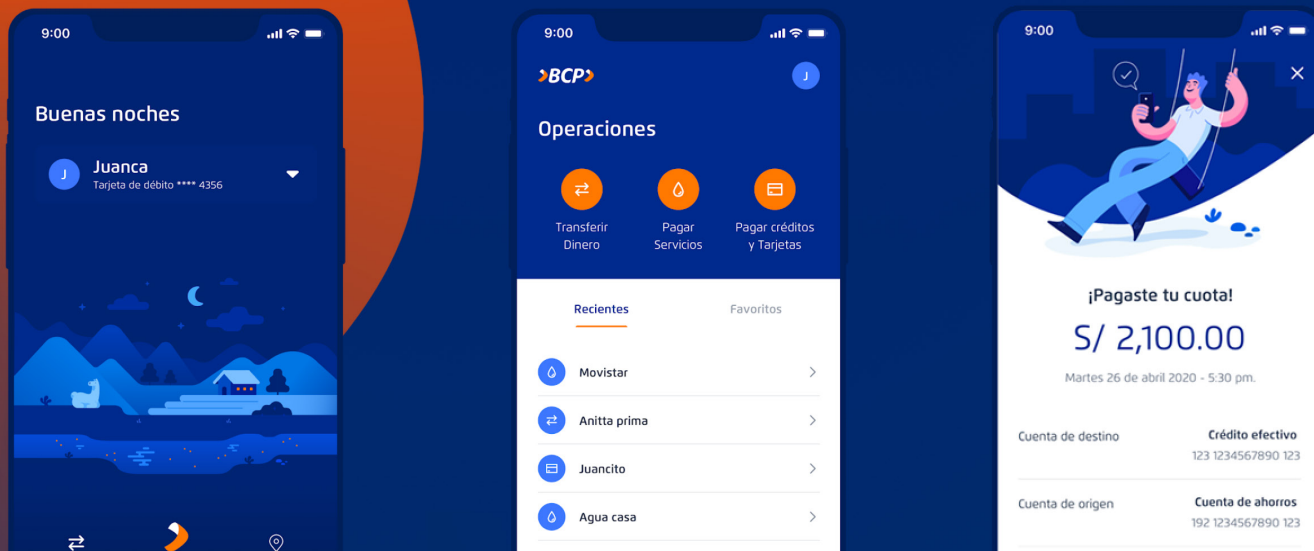 9:00
Buenas noches
J
Juanca
Tarjeta de débito **** 4356
9:00
BCP
J
Operaciones
Transferir
Dinero
Pagar
Servicios
Pagar créditos
y Tarjetas
Recientes
Favoritos
Movistar
Anitta prima
Juancito
Agua casa
9:00
¡Pagaste tu cuota!
S/ 2,100.00
Martes 26 de abril 2020 - 5:30 pm.
Cuenta de destino
Crédito efectivo
123 1234567890 123
Cuenta de origen
Cuenta de ahorros
192 1234567890 123